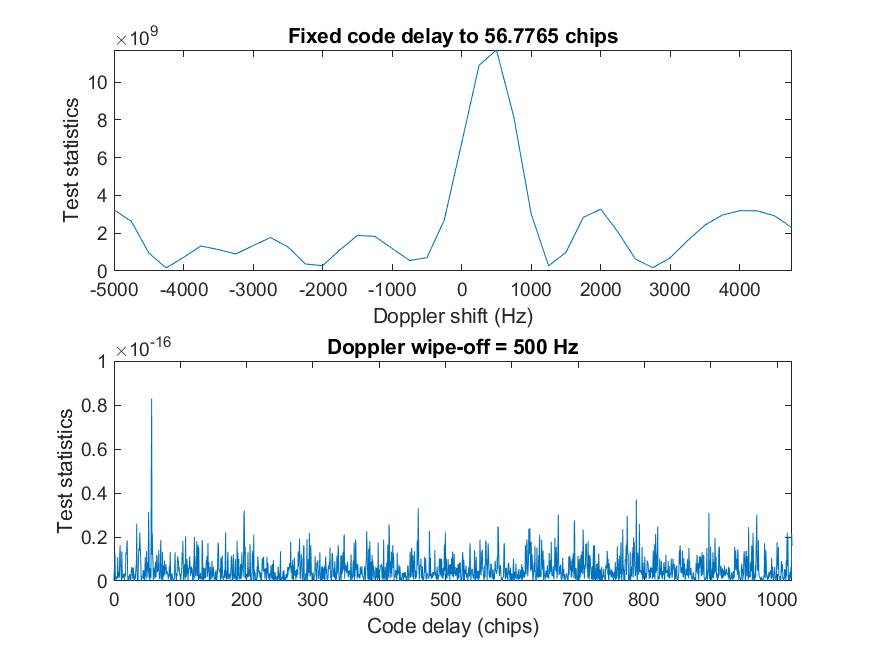 ×10^9
Fixed code delay to 56.7765 chips
Test statistics
10
8
6
4
2
0
-5000 -4000 -3000 -2000 -1000 0 1000 2000 3000 4000
Doppler shift (Hz)
×10^-16
Doppler wipe-off = 500 Hz
Test statistics
1
0.8
0.6
0.4
0.2
0
0 100 200 300 400 500 600 700 800 900 1000
Code delay (chips)